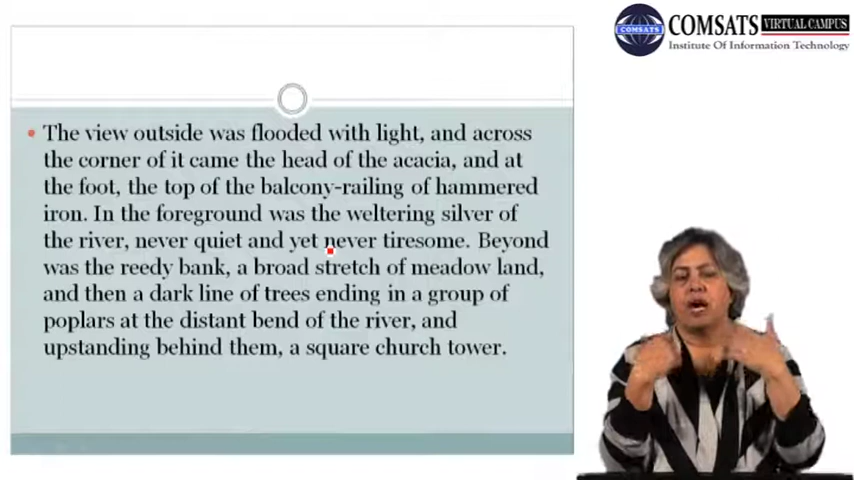 COMSATS
COMSATS VIRTUAL CAMPUS
Institute Of Information Technology
The view outside was flooded with light, and across
the corner of it came the head of the acacia, and at
the foot, the top of the balcony-railing of hammered
iron. In the foreground was the weltering silver of
the river, never quiet and yet never tiresome. Beyond
was the reedy bank, a broad stretch of meadow land,
and then a dark line of trees ending in a group of
poplars at the distant bend of the river, and
upstanding behind them, a square church tower.